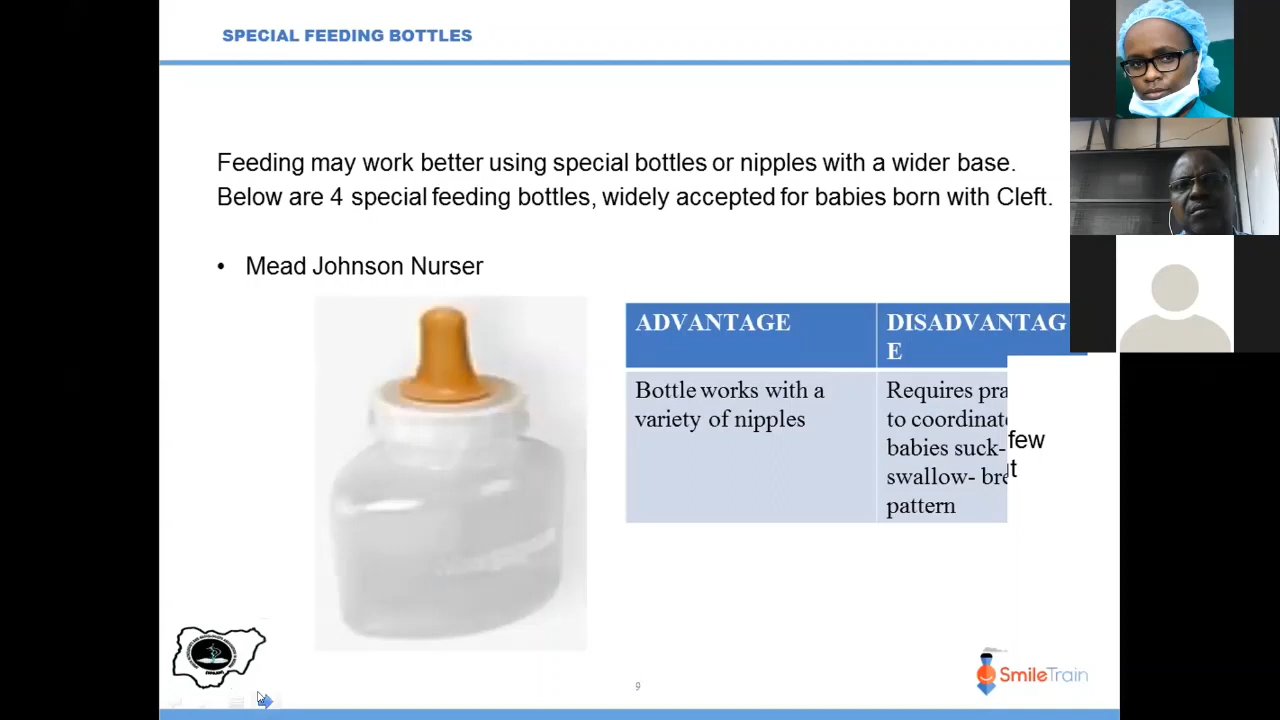 SPECIAL FEEDING BOTTLES
Feeding may work better using special bottles or nipples with a wider base.
Below are 4 special feeding bottles, widely accepted for babies born with Cleft.
• Mead Johnson Nurser
ADVANTAGE
Bottle works with a
variety of nipples
DISADVANTAG
E
Requires pra
to coordinat
babies suck-
swallow- bre
pattern
few
t
9
SmileTrain